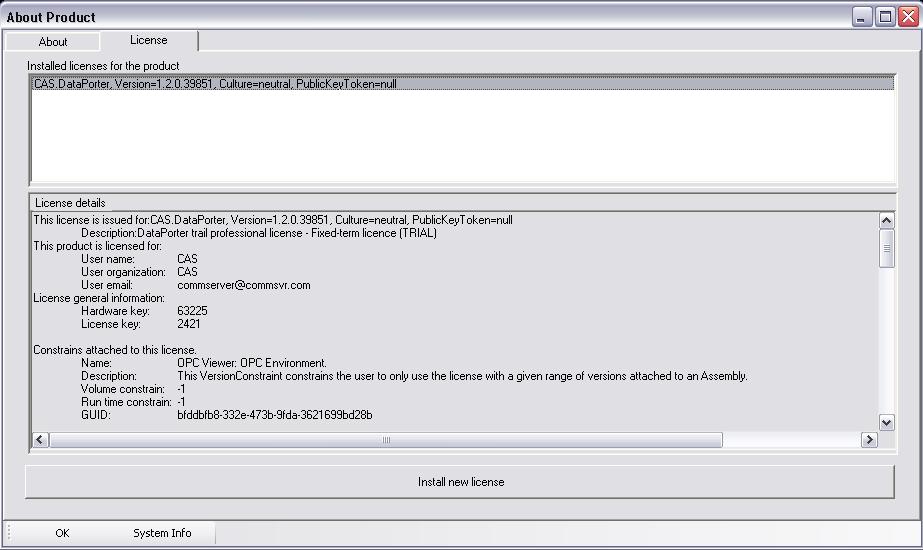 About Product
About
License
Installed licenses for the product
CAS.DataPorter, Version=1.2.0.39851, Culture=neutral, PublicKeyToken=null
License details
This license is issued for:CAS.DataPorter, Version=1.2.0.39851, Culture=neutral, PublicKeyToken=null
Description:DataPorter trail professional license - Fixed-term licence (TRIAL)
This product is licensed for:
User name: CAS
User organization: CAS
User email: commserver@commsvr.com
License general information:
Hardware key: 63225
License key: 2421
Constrains attached to this license.
Name: OPC Viewer: OPC Environment.
Description: This VersionConstraint constrains the user to only use the license with a given range of versions attached to an Assembly.
Volume constrain: -1
Run time constrain: -1
GUID: bfddbfb8-332e-473b-9fda-3621699bd28b
Install new license
OK System Info